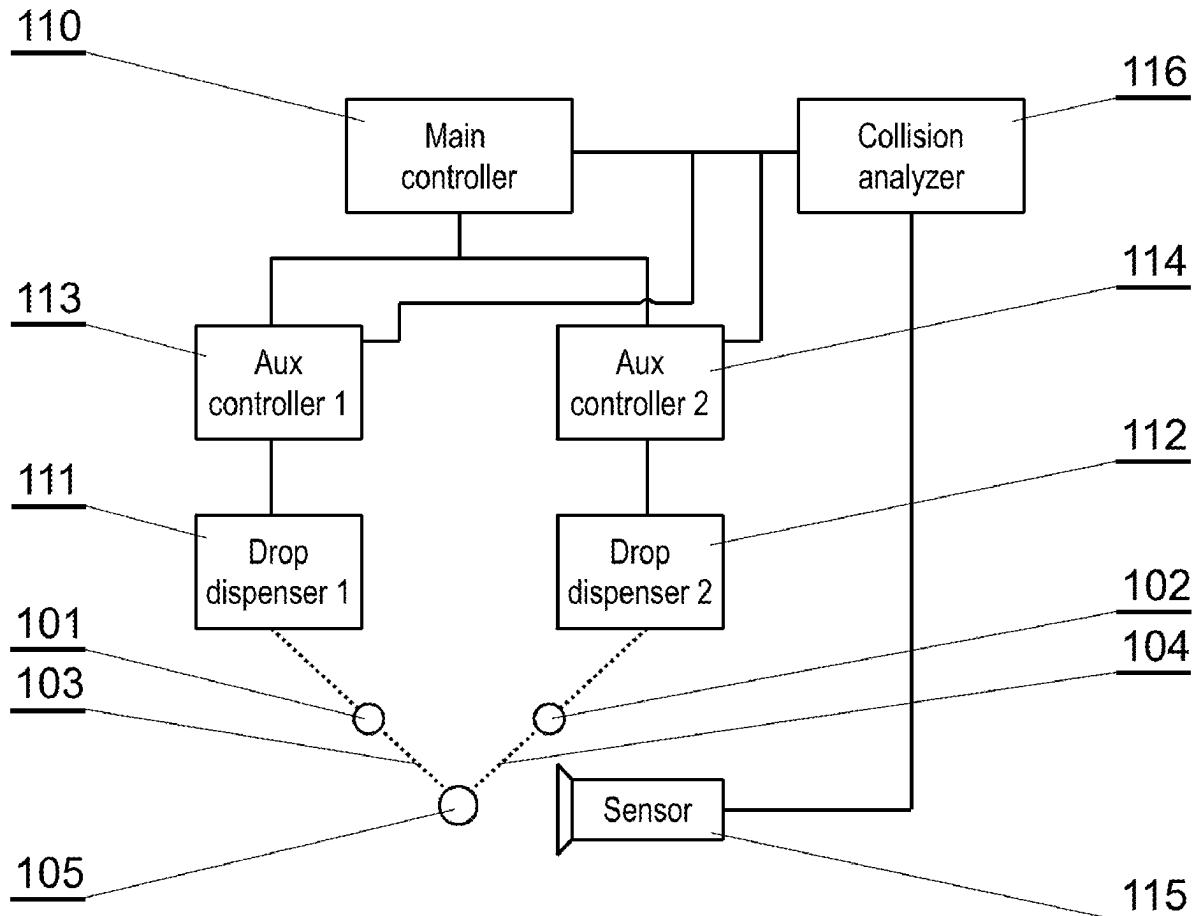 110
116
Main
controller
Collision
analyzer
114
113
Aux
controller 1
Aux
controller 2
112
111
Drop
dispenser 1
Drop
dispenser 2
102
101
104
103
Sensor
105
115